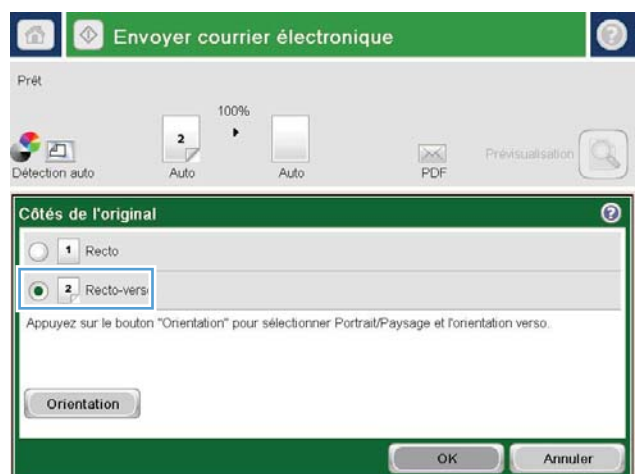 Envoyer courrier électronique
Prêt
100%
2
Détection auto
Auto
Auto
PDF
Prévisualisation
Côtés de l'original
1 Recto
2 Recto-vers
Appuyez sur le bouton "Orientation" pour sélectionner Portrait/Paysage et l'orientation verso.
Orientation
OK
Annuler